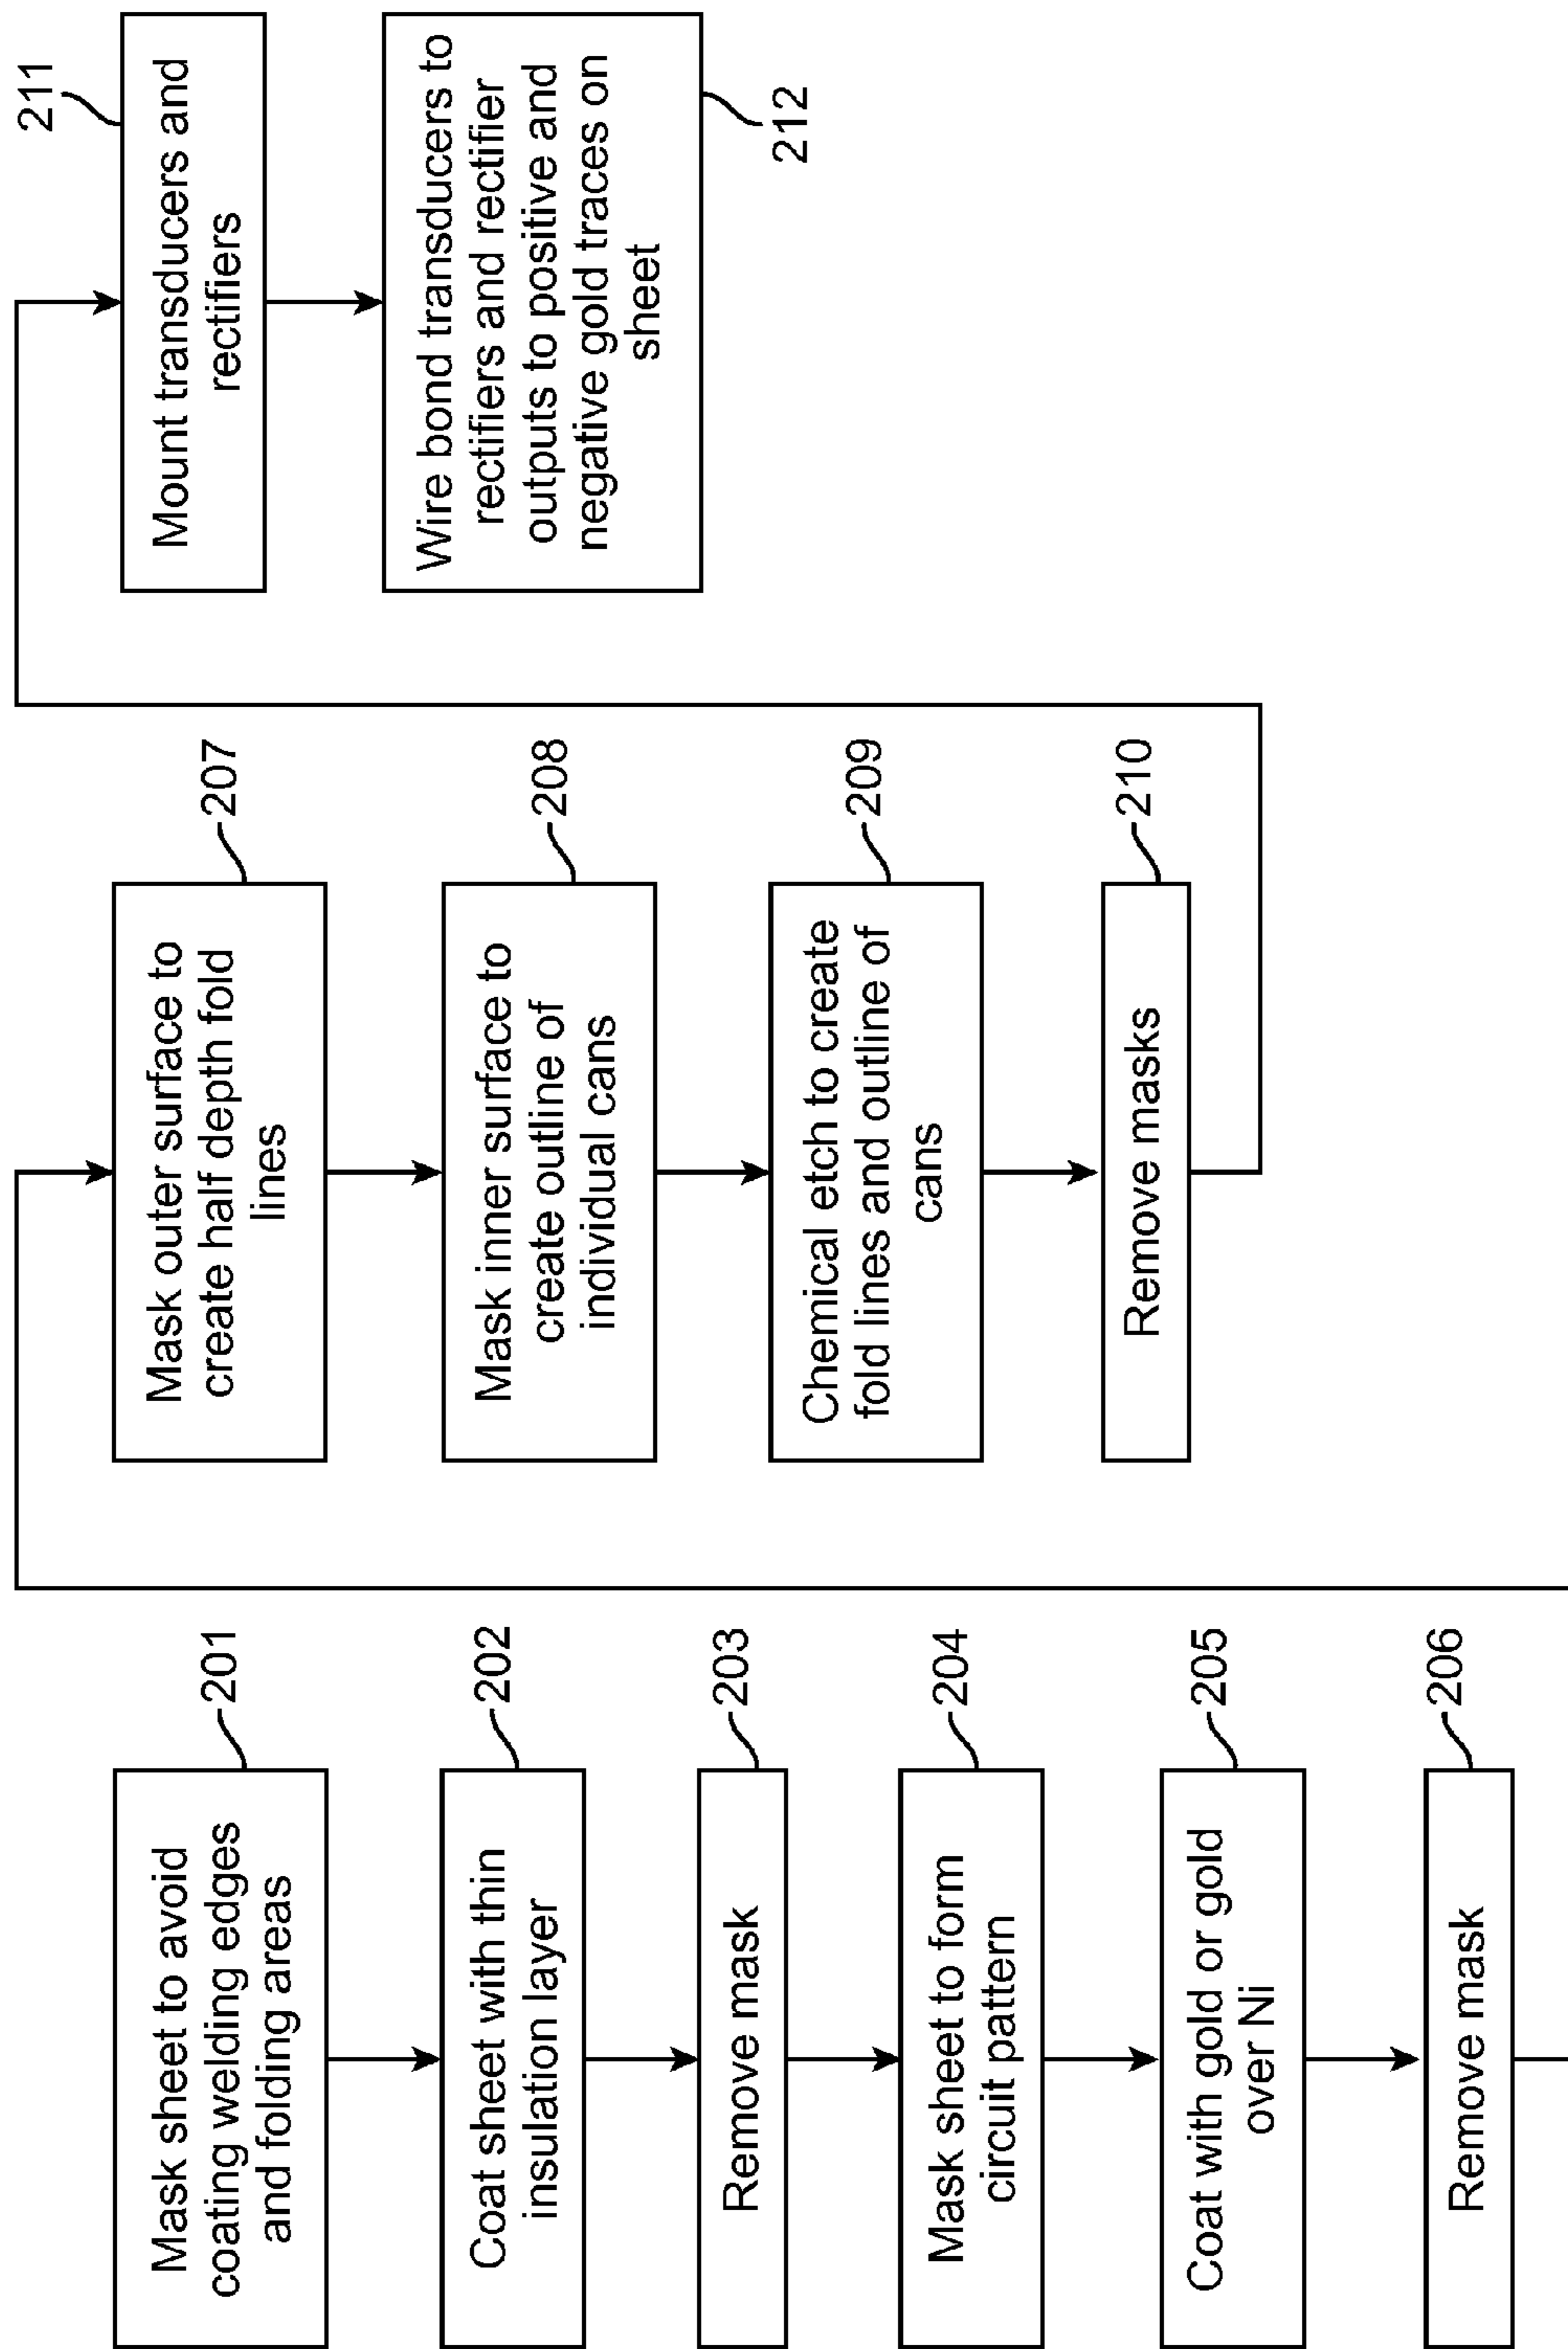 Mask sheet to avoid
coating welding edges
and folding areas
201
Coat sheet with thin
insulation layer
202
Remove mask
203
Mask sheet to form
circuit pattern
204
Coat with gold or gold
over Ni
205
Remove mask
206
Mask outer surface to
create half depth fold
lines
207
Mask inner surface to
create outline of
individual cans
208
Chemical etch to create
fold lines and outline of
cans
209
Remove masks
210
Mount transducers and
rectifiers
211
Wire bond transducers to
rectifiers and rectifier
outputs to positive and
negative gold traces on
sheet
212